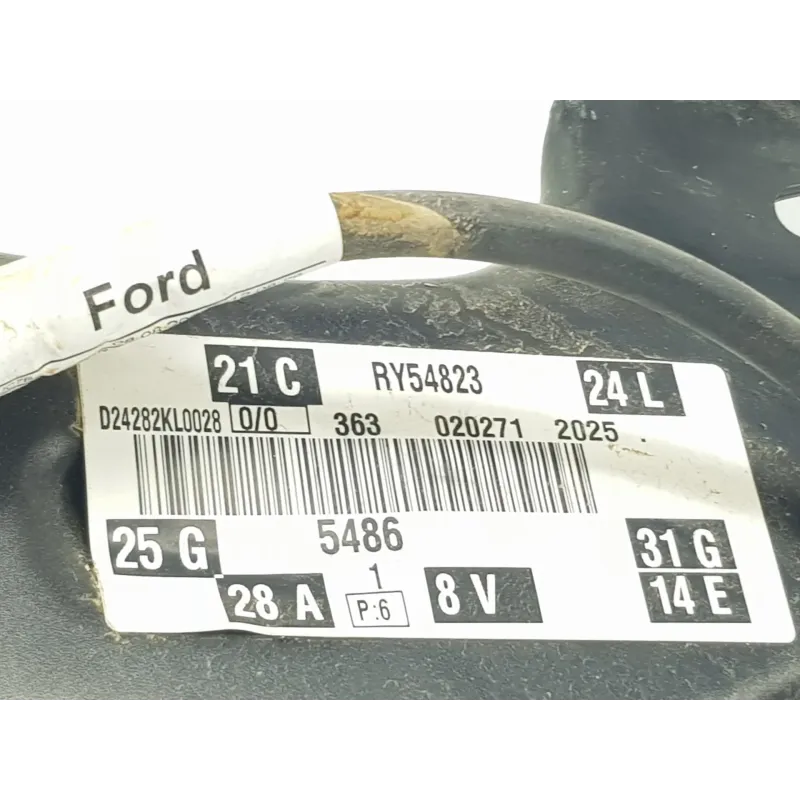 Ford
21 C RY54823 24 L
D24282KL0028 0/0 363 020271 2025
25 G 5486 31 G
28 A 1 8 V 14 E
P:6